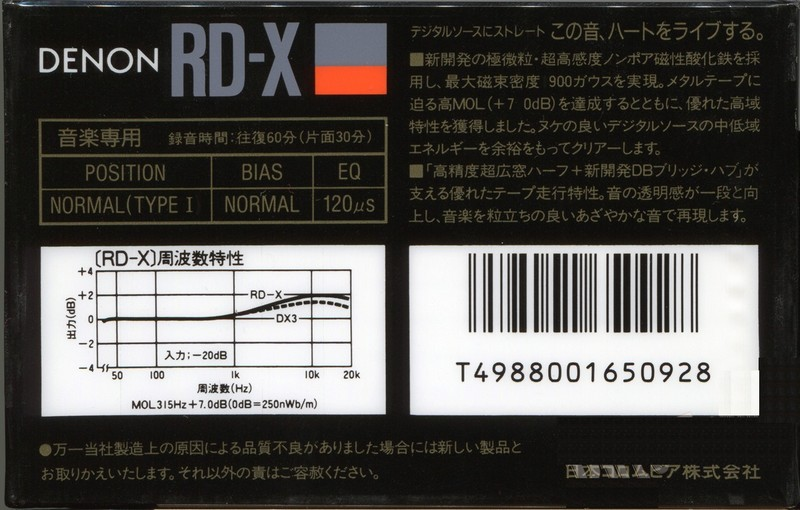 DENON RD-X
音楽専用 録音時間:往復60分(片面30分)
POSITION BIAS EQ
NORMAL(TYPE I NORMAL 120μs
デジタルソースにストレート この音、ハートをライブする。
■新開発の極微粒・超高感度ノンポア磁性酸化鉄を採
用し、最大磁束密度 900ガウスを実現。メタルテープに
迫る高MOL(+7 0dB)を達成するとともに、優れた高域
特性を獲得しました。ヌケの良いデジタルソースの中低域
エネルギーを余裕をもってクリアーします。
■「高精度超広窓ハーフ+新開発DBブリッジ・ハブ」が
支える優れたテープ走行特性。音の透明感が一段と向
上し、音楽を粒立ちの良いあざやかな音で再現します。
〔RD-X〕周波数特性
出力(dB)
+4
+2
0
-2
-4
RD-X
DX3
入力;-20dB
50 100 1k 10k 20k
周波数(Hz)
MOL315Hz+7.0dB(0dB=250nWb/m)
T4988001650928
●万一当社製造上の原因による品質不良がありました場合には新しい製品と
お取りかえいたします。それ以外の責はご容赦ください。
日本コロムビア株式会社